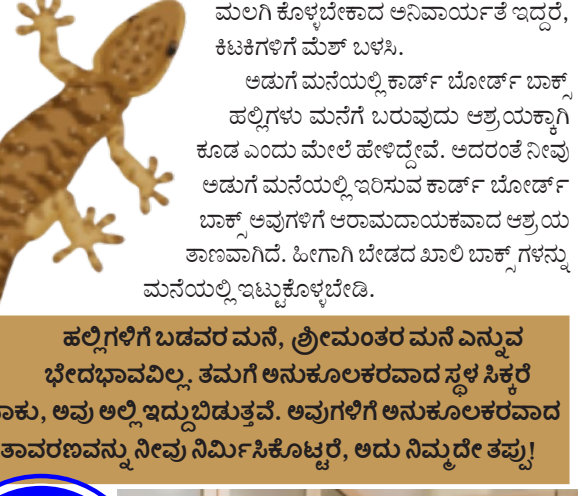 ಮಲಗಿ ಕೊಳ್ಳಬೇಕಾದ ಅನಿವಾರ್ಯತೆ ಇದ್ದರೆ,
ಕಿಟಕಿಗಳಿಗೆ ಮೆಶ್ ಬಳಸಿ.
ಅಡುಗೆ ಮನೆಯಲ್ಲಿ ಕಾರ್ಡ್ ಬೋರ್ಡ್ ಬಾಕ್ಸ್
ಹಲ್ಲಿಗಳು ಮನೆಗೆ ಬರುವುದು ಆಶ್ರಯಕ್ಕಾಗಿ
ಕೂಡ ಎಂದು ಮೇಲೆ ಹೇಳಿದ್ದೇವೆ. ಅದರಂತೆ ನೀವು
ಅಡುಗೆ ಮನೆಯಲ್ಲಿ ಇರಿಸುವ ಕಾರ್ಡ್ ಬೋರ್ಡ್
ಬಾಕ್ಸ್ ಅವುಗಳಿಗೆ ಆರಾಮದಾಯಕವಾದ ಆಶ್ರಯ
ತಾಣವಾಗಿದೆ. ಹೀಗಾಗಿ ಬೇಡದ ಖಾಲಿ ಬಾಕ್ಸ್ ಗಳನ್ನು
ಮನೆಯಲ್ಲಿ ಇಟ್ಟುಕೊಳ್ಳಬೇಡಿ.
ಹಲ್ಲಿಗಳಿಗೆ ಬಡವರ ಮನೆ, ಶ್ರೀಮಂತರ ಮನೆ ಎನ್ನುವ
ಭೇದಭಾವವಿಲ್ಲ. ತಮಗೆ ಅನುಕೂಲಕರವಾದ ಸ್ಥಳ ಸಿಕ್ಕರೆ
ಾಕು, ಅವು ಅಲ್ಲಿ ಇದ್ದುಬಿಡುತ್ತವೆ. ಅವುಗಳಿಗೆ ಅನುಕೂಲಕರವಾದ
ತಾವರಣವನ್ನು ನೀವು ನಿರ್ಮಿಸಿಕೊಟ್ಟರೆ, ಅದು ನಿಮ್ಮದೇ ತಪ್ಪು!